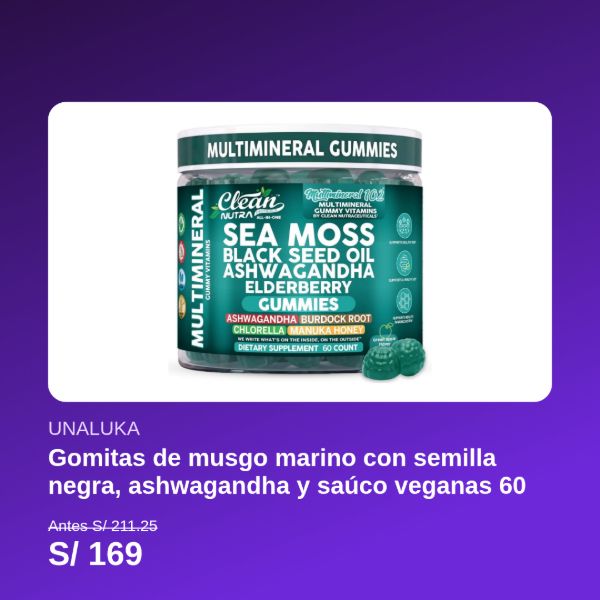 MULTIMINERAL GUMMIES
MULTIMINERAL
GUMMY VITAMINS
Clean
NUTRA
ALL-IN-ONE
Multimineral 102
MULTIMINERAL
GUMMY VITAMINS
BY CLEAN NUTRACEUTICALS
SEA MOSS
BLACK SEED OIL
ASHWAGANDHA
ELDERBERRY
GUMMIES
ASHWAGANDHA BURDOCK ROOT
CHLORELLA MANUKA HONEY
WE WRITE WHAT'S ON THE INSIDE, ON THE OUTSIDE
DIETARY SUPPLEMENT 60 COUNT
UNALUKA
Gomitas de musgo marino con semilla
negra, ashwagandha y saúco veganas 60
Antes S/ 211.25
S/ 169